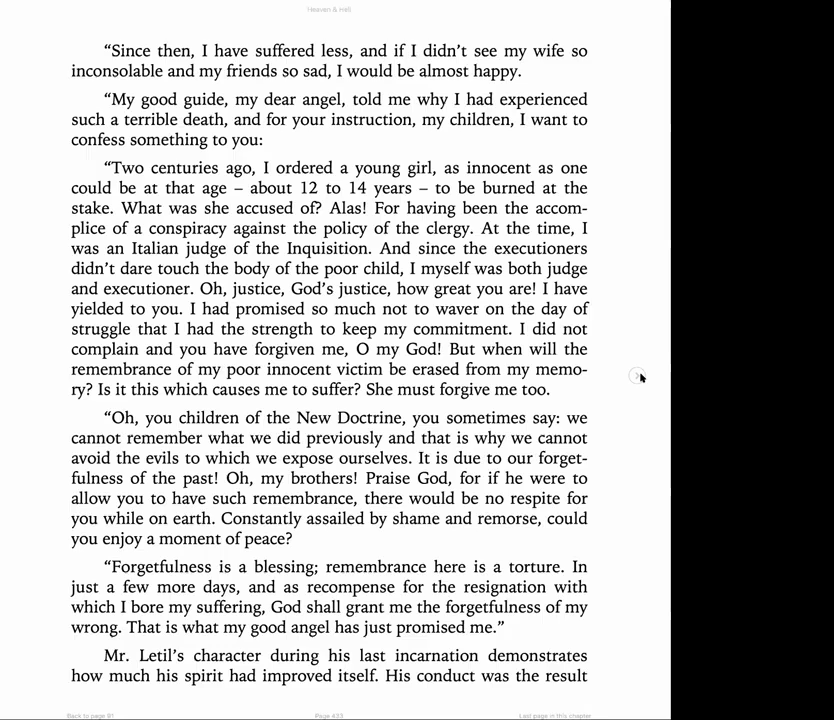 Heaven & Hell
“Since then, I have suffered less, and if I didn’t see my wife so
inconsolable and my friends so sad, I would be almost happy.
“My good guide, my dear angel, told me why I had experienced
such a terrible death, and for your instruction, my children, I want to
confess something to you:
“Two centuries ago, I ordered a young girl, as innocent as one
could be at that age – about 12 to 14 years – to be burned at the
stake. What was she accused of? Alas! For having been the accom-
plice of a conspiracy against the policy of the clergy. At the time, I
was an Italian judge of the Inquisition. And since the executioners
didn’t dare touch the body of the poor child, I myself was both judge
and executioner. Oh, justice, God’s justice, how great you are! I have
yielded to you. I had promised so much not to waver on the day of
struggle that I had the strength to keep my commitment. I did not
complain and you have forgiven me, O my God! But when will the
remembrance of my poor innocent victim be erased from my memo-
ry? Is it this which causes me to suffer? She must forgive me too.
“Oh, you children of the New Doctrine, you sometimes say: we
cannot remember what we did previously and that is why we cannot
avoid the evils to which we expose ourselves. It is due to our forget-
fulness of the past! Oh, my brothers! Praise God, for if he were to
allow you to have such remembrance, there would be no respite for
you while on earth. Constantly assailed by shame and remorse, could
you enjoy a moment of peace?
“Forgetfulness is a blessing; remembrance here is a torture. In
just a few more days, and as recompense for the resignation with
which I bore my suffering, God shall grant me the forgetfulness of my
wrong. That is what my good angel has just promised me.”
Mr. Letil’s character during his last incarnation demonstrates
how much his spirit had improved itself. His conduct was the result
Back to page 91 Page 433 Last page in this chapter